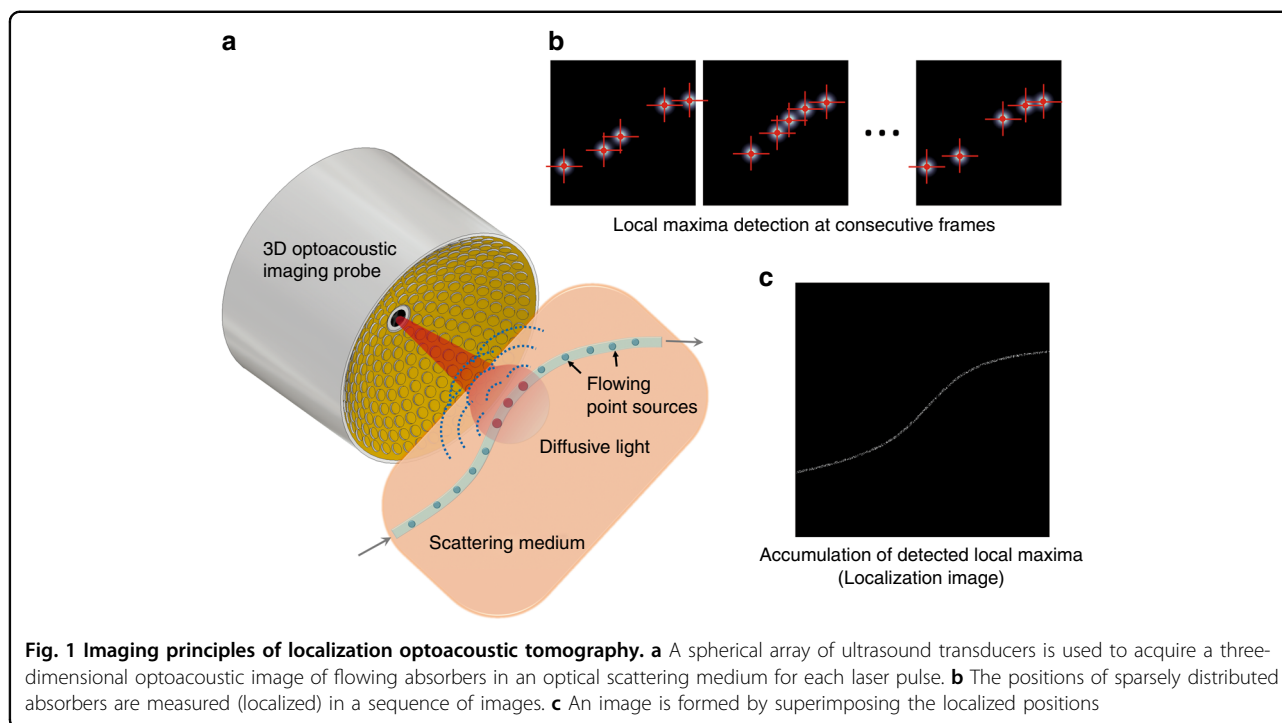 a
b
Local maxima detection at consecutive frames
3D optoacoustic
imaging probe
Flowing
point sources
Diffusive light
Scattering medium
c
Accumulation of detected local maxima
(Localization image)
Fig. 1 Imaging principles of localization optoacoustic tomography. a A spherical array of ultrasound transducers is used to acquire a three-
dimensional optoacoustic image of flowing absorbers in an optical scattering medium for each laser pulse. b The positions of sparsely distributed
absorbers are measured (localized) in a sequence of images. c An image is formed by superimposing the localized positions